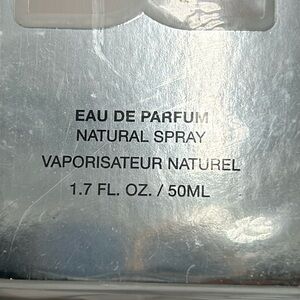 EAU DE PARFUM
NATURAL SPRAY
VAPORISATEUR NATUREL
1.7 FL. OZ. / 50ML